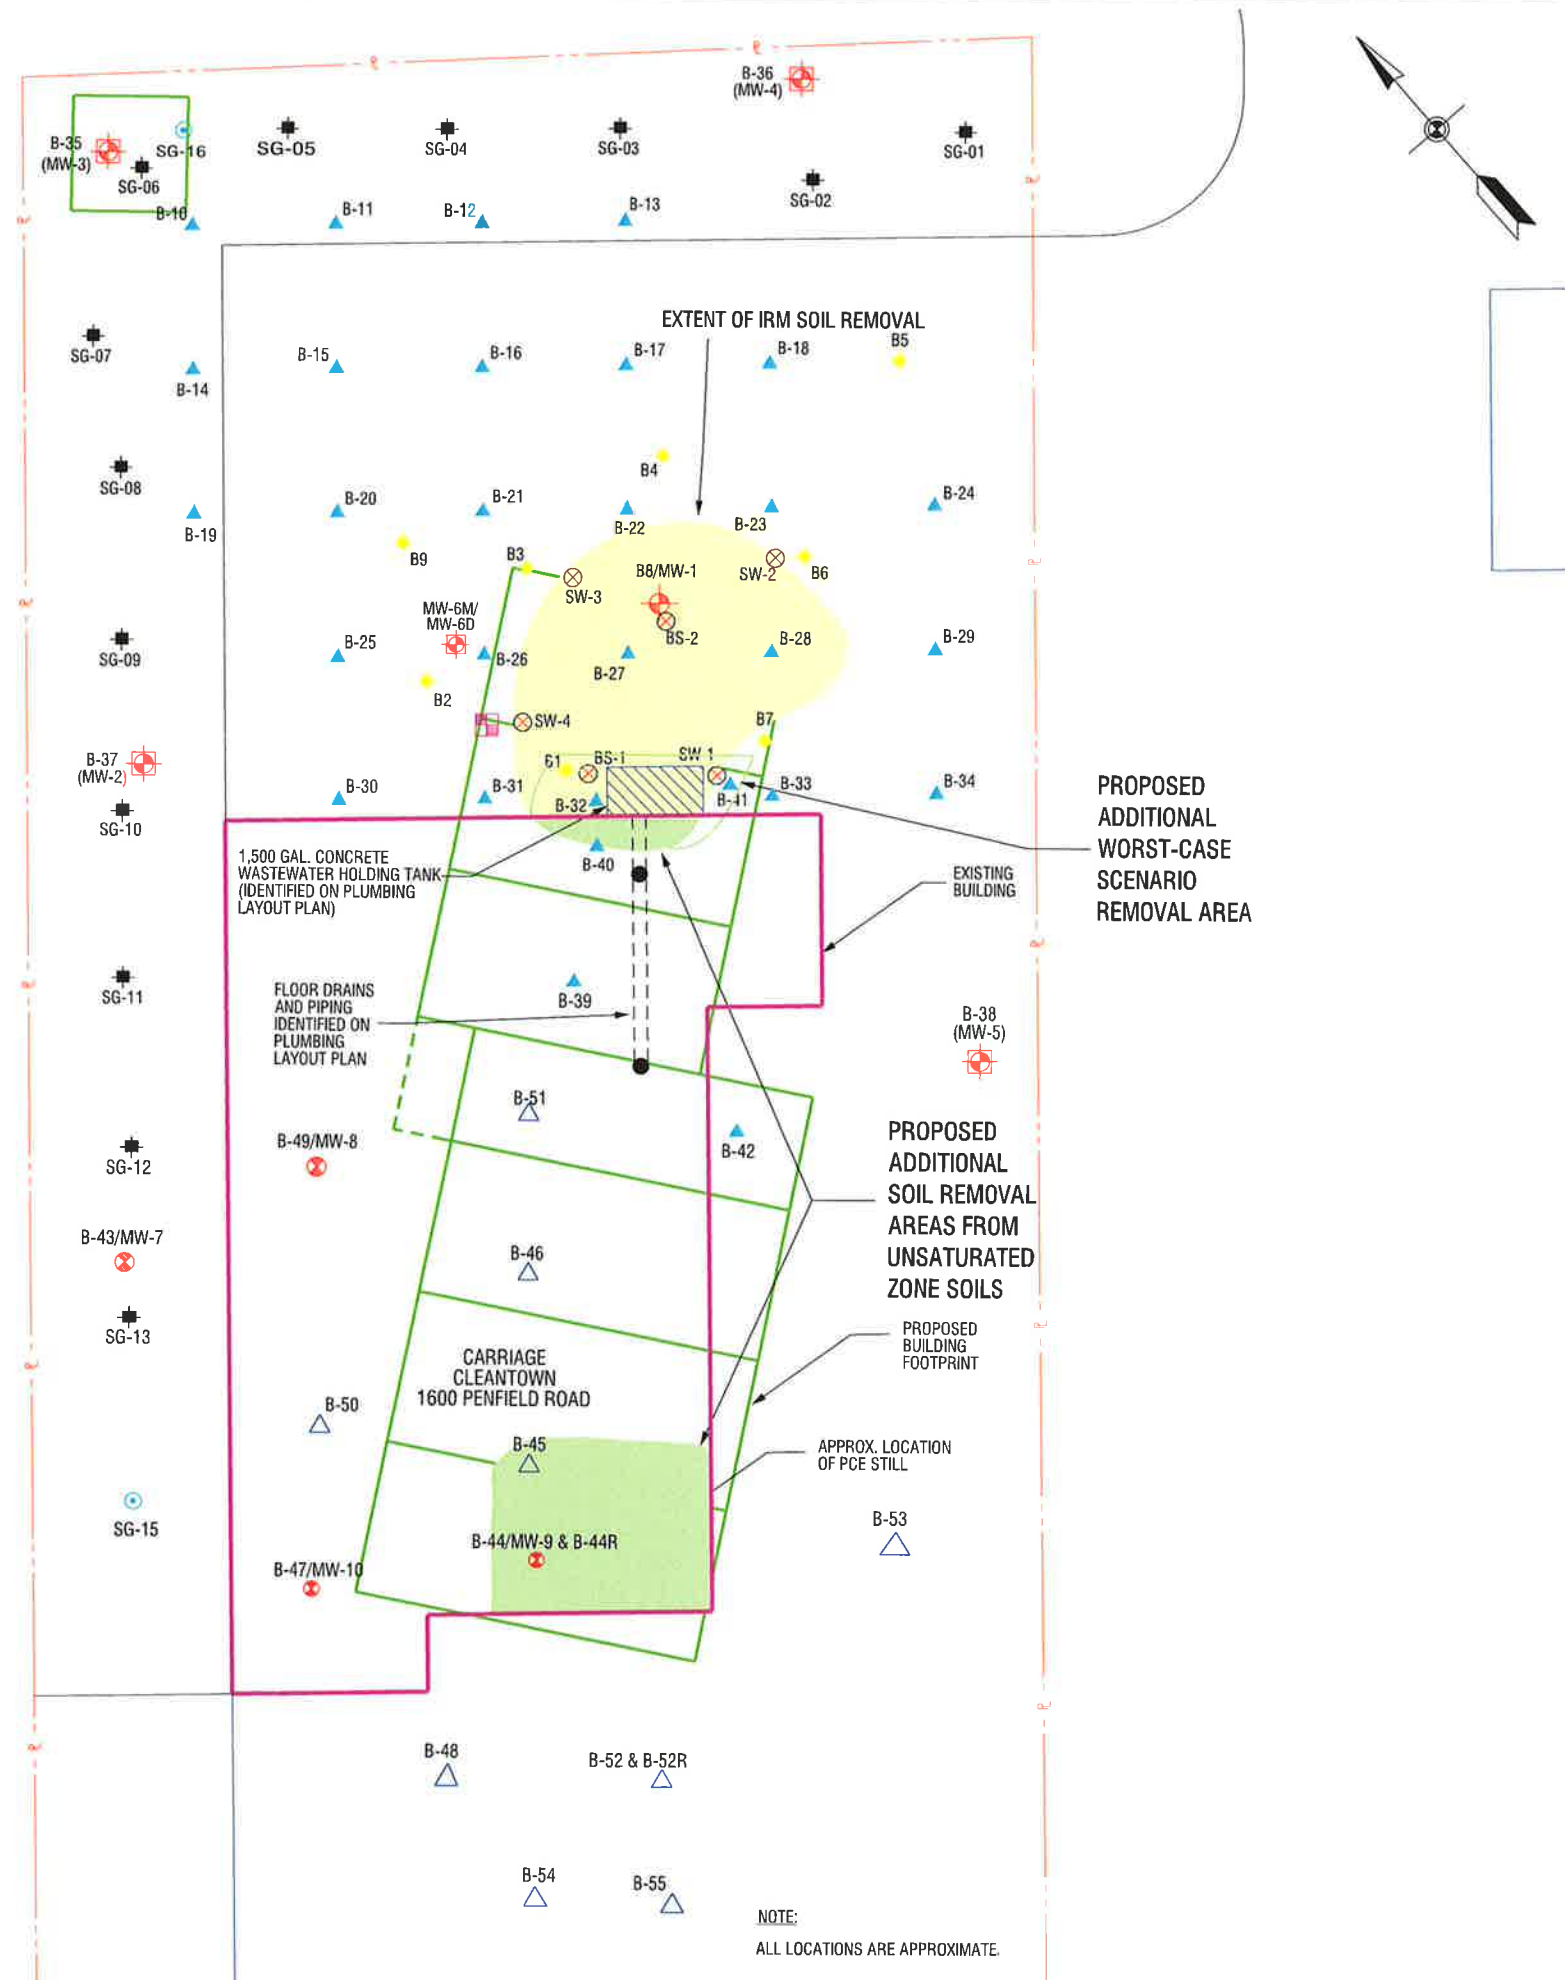 B-36
(MW-4)
B-35
(MW-3)
SG-16
SG-05
SG-04
SG-03
SG-01
SG-06
SG-02
B-10
B-11
B-12
B-13
EXTENT OF IRM SOIL REMOVAL
SG-07
B-14
B-15
B-16
B-17
B-18
B5
SG-08
B4
B-19
B-20
B-21
B-22
B-23
B-24
B9
B3
SW-3
B8/MW-1
SW-2
B6
MW-6M/
MW-6D
BS-2
SG-09
B-25
B-26
B-27
B-28
B-29
B2
SW-4
B7
B-37
(MW-2)
B1
BS-1
SW-1
SG-10
B-30
B-31
B-32
B-41
B-33
B-34
PROPOSED
ADDITIONAL
WORST-CASE
SCENARIO
REMOVAL AREA
1,500 GAL. CONCRETE
WASTEWATER HOLDING TANK
(IDENTIFIED ON PLUMBING
LAYOUT PLAN)
B-40
EXISTING
BUILDING
SG-11
FLOOR DRAINS
AND PIPING
IDENTIFIED ON
PLUMBING
LAYOUT PLAN
B-39
B-38
(MW-5)
B-51
SG-12
B-49/MW-8
B-42
PROPOSED
ADDITIONAL
SOIL REMOVAL
AREAS FROM
UNSATURATED
ZONE SOILS
B-43/MW-7
B-46
SG-13
PROPOSED
BUILDING
FOOTPRINT
CARRIAGE
CLEANTOWN
1600 PENFIELD ROAD
B-50
B-45
APPROX. LOCATION
OF PCE STILL
SG-15
B-53
B-44/MW-9 & B-44R
B-47/MW-10
B-48
B-52 & B-52R
B-54
B-55
NOTE:
ALL LOCATIONS ARE APPROXIMATE.